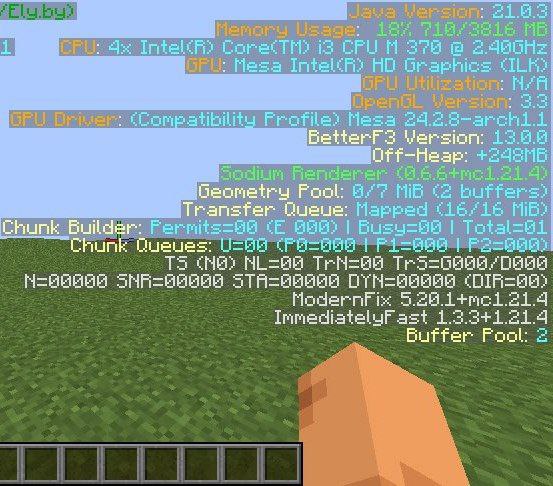 /Ely.by)
Java Version: 21.0.3
Memory Usage: 18% 710/3816 MB
1 CPU: 4x Intel(R) Core(TM) i3 CPU M 370 @ 2.40GHz
GPU: Mesa Intel(R) HD Graphics (ILK)
GPU Utilization: N/A
OpenGL Version: 3.3
GPU Driver: (Compatibility Profile) Mesa 24.2.8-arch1.1
BetterF3 Version: 13.0.0
Off-Heap: +248MB
Sodium Renderer (0.6.6+mc1.21.4)
Geometry Pool: 0/7 MiB (2 buffers)
Transfer Queue: Mapped (16/16 MiB)
Chunk Builder: Permits=00 (E 000) | Busy=00 | Total=01
Chunk Queues: U=00 (P0=000 | P1=000 | P2=000)
TS (N0) NL=00 TrN=00 TrS=G000/D000
N=00000 SNR=00000 STA=00000 DYN=00000 (DIR=00)
ModernFix 5.20.1+mc1.21.4
ImmediatelyFast 1.3.3+1.21.4
Buffer Pool: 2